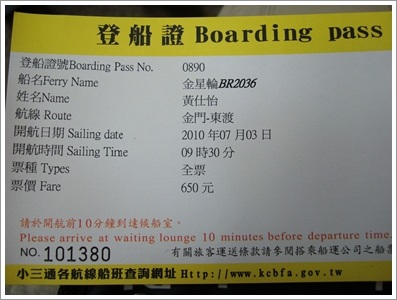 登船證 Boarding pass
登船證號Boarding Pass No. 0890
船名Ferry Name 金星輪BR2036
姓名Name 黃仕怡
航線 Route 金門-東渡
開航日期 Sailing date 2010 年 07 月 03 日
開航時間 Sailing Time 09 時 30 分
票種 Types 全票
票價 Fare 650 元
請於開航前10分鐘到達候船室。
Please arrive at waiting lounge 10 minutes before departure time.
NO. 101380 有關旅客運送條款請參閱搭乘船運公司之船票
小三通各航線船班查詢網址Http://www.kcbfa.gov.tw